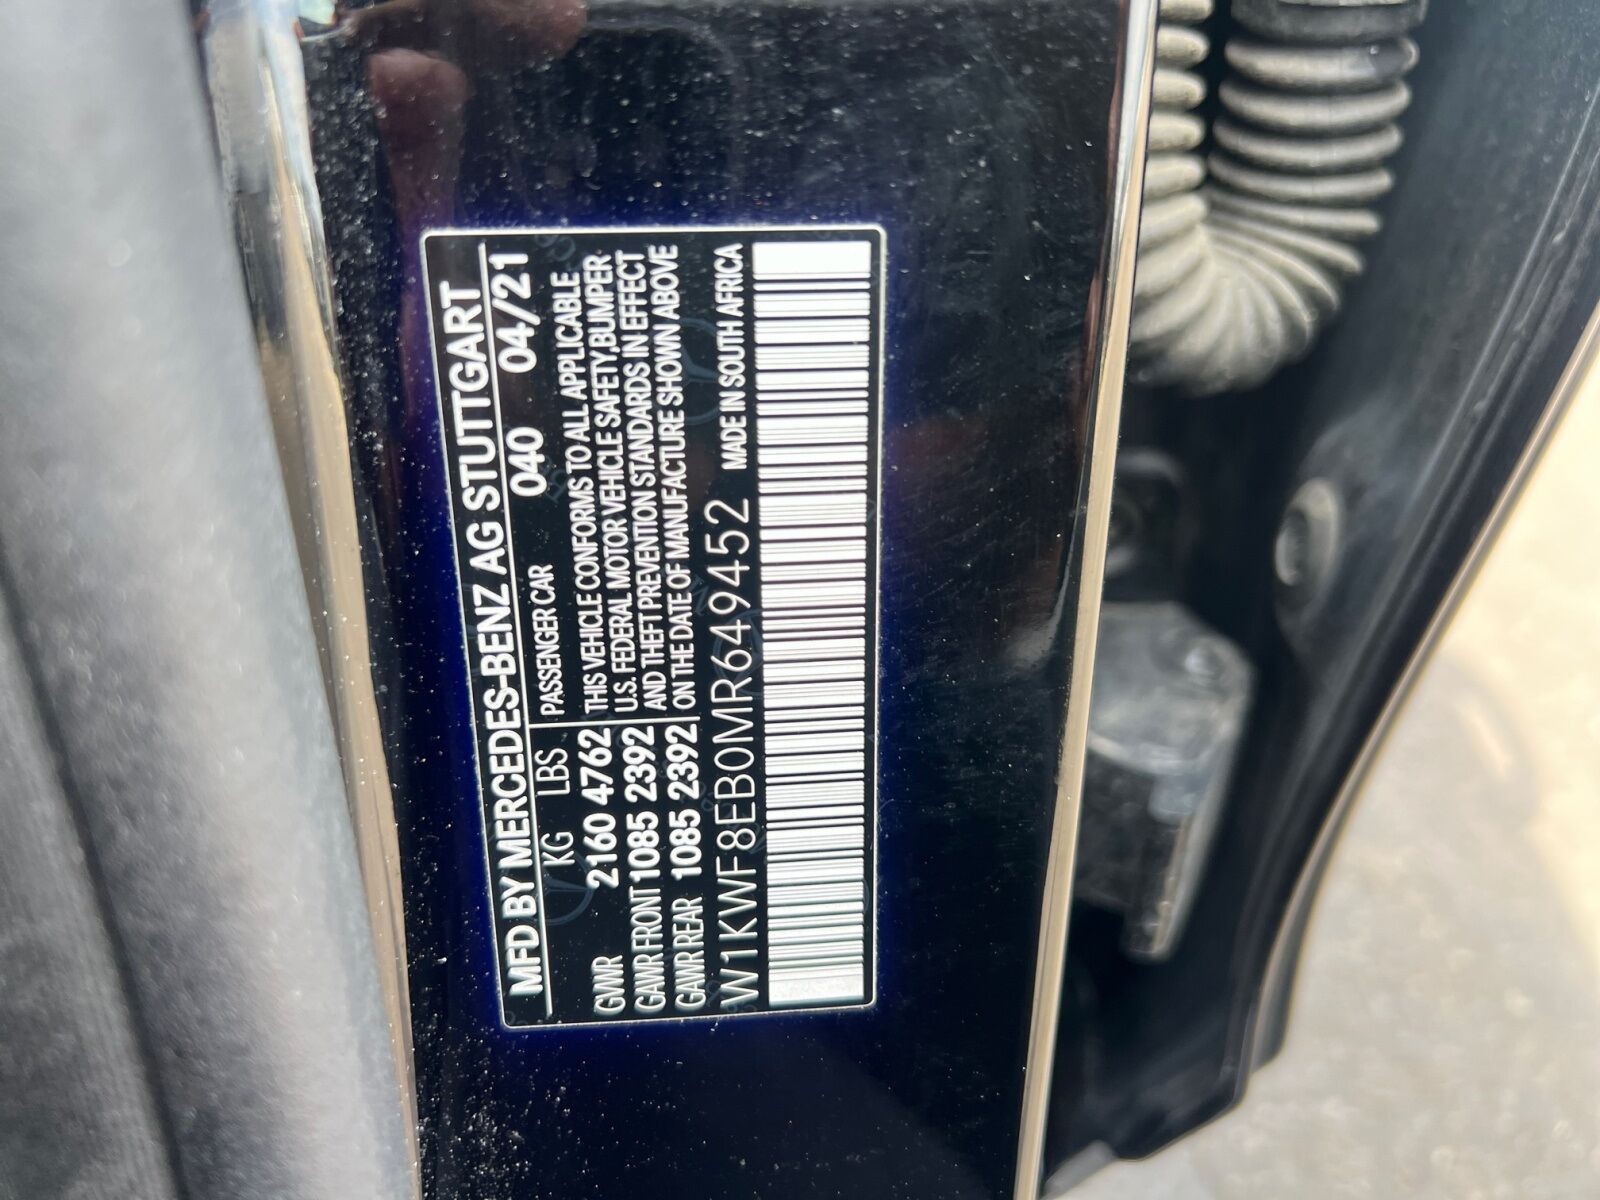 MFD BY MERCEDES-BENZ AG STUTTGART
KG LBS 040 04/21
PASSENGER CAR
GVWR 2160 4762 THIS VEHICLE CONFORMS TO ALL APPLICABLE
U.S. FEDERAL MOTOR VEHICLE SAFETY,BUMPER
GAWR FRONT 1085 2392 AND THEFT PREVENTION STANDARDS IN EFFECT
GAWR REAR 1085 2392 ON THE DATE OF MANUFACTURE SHOWN ABOVE
W1KWF8EB0MR649452 MADE IN SOUTH AFRICA